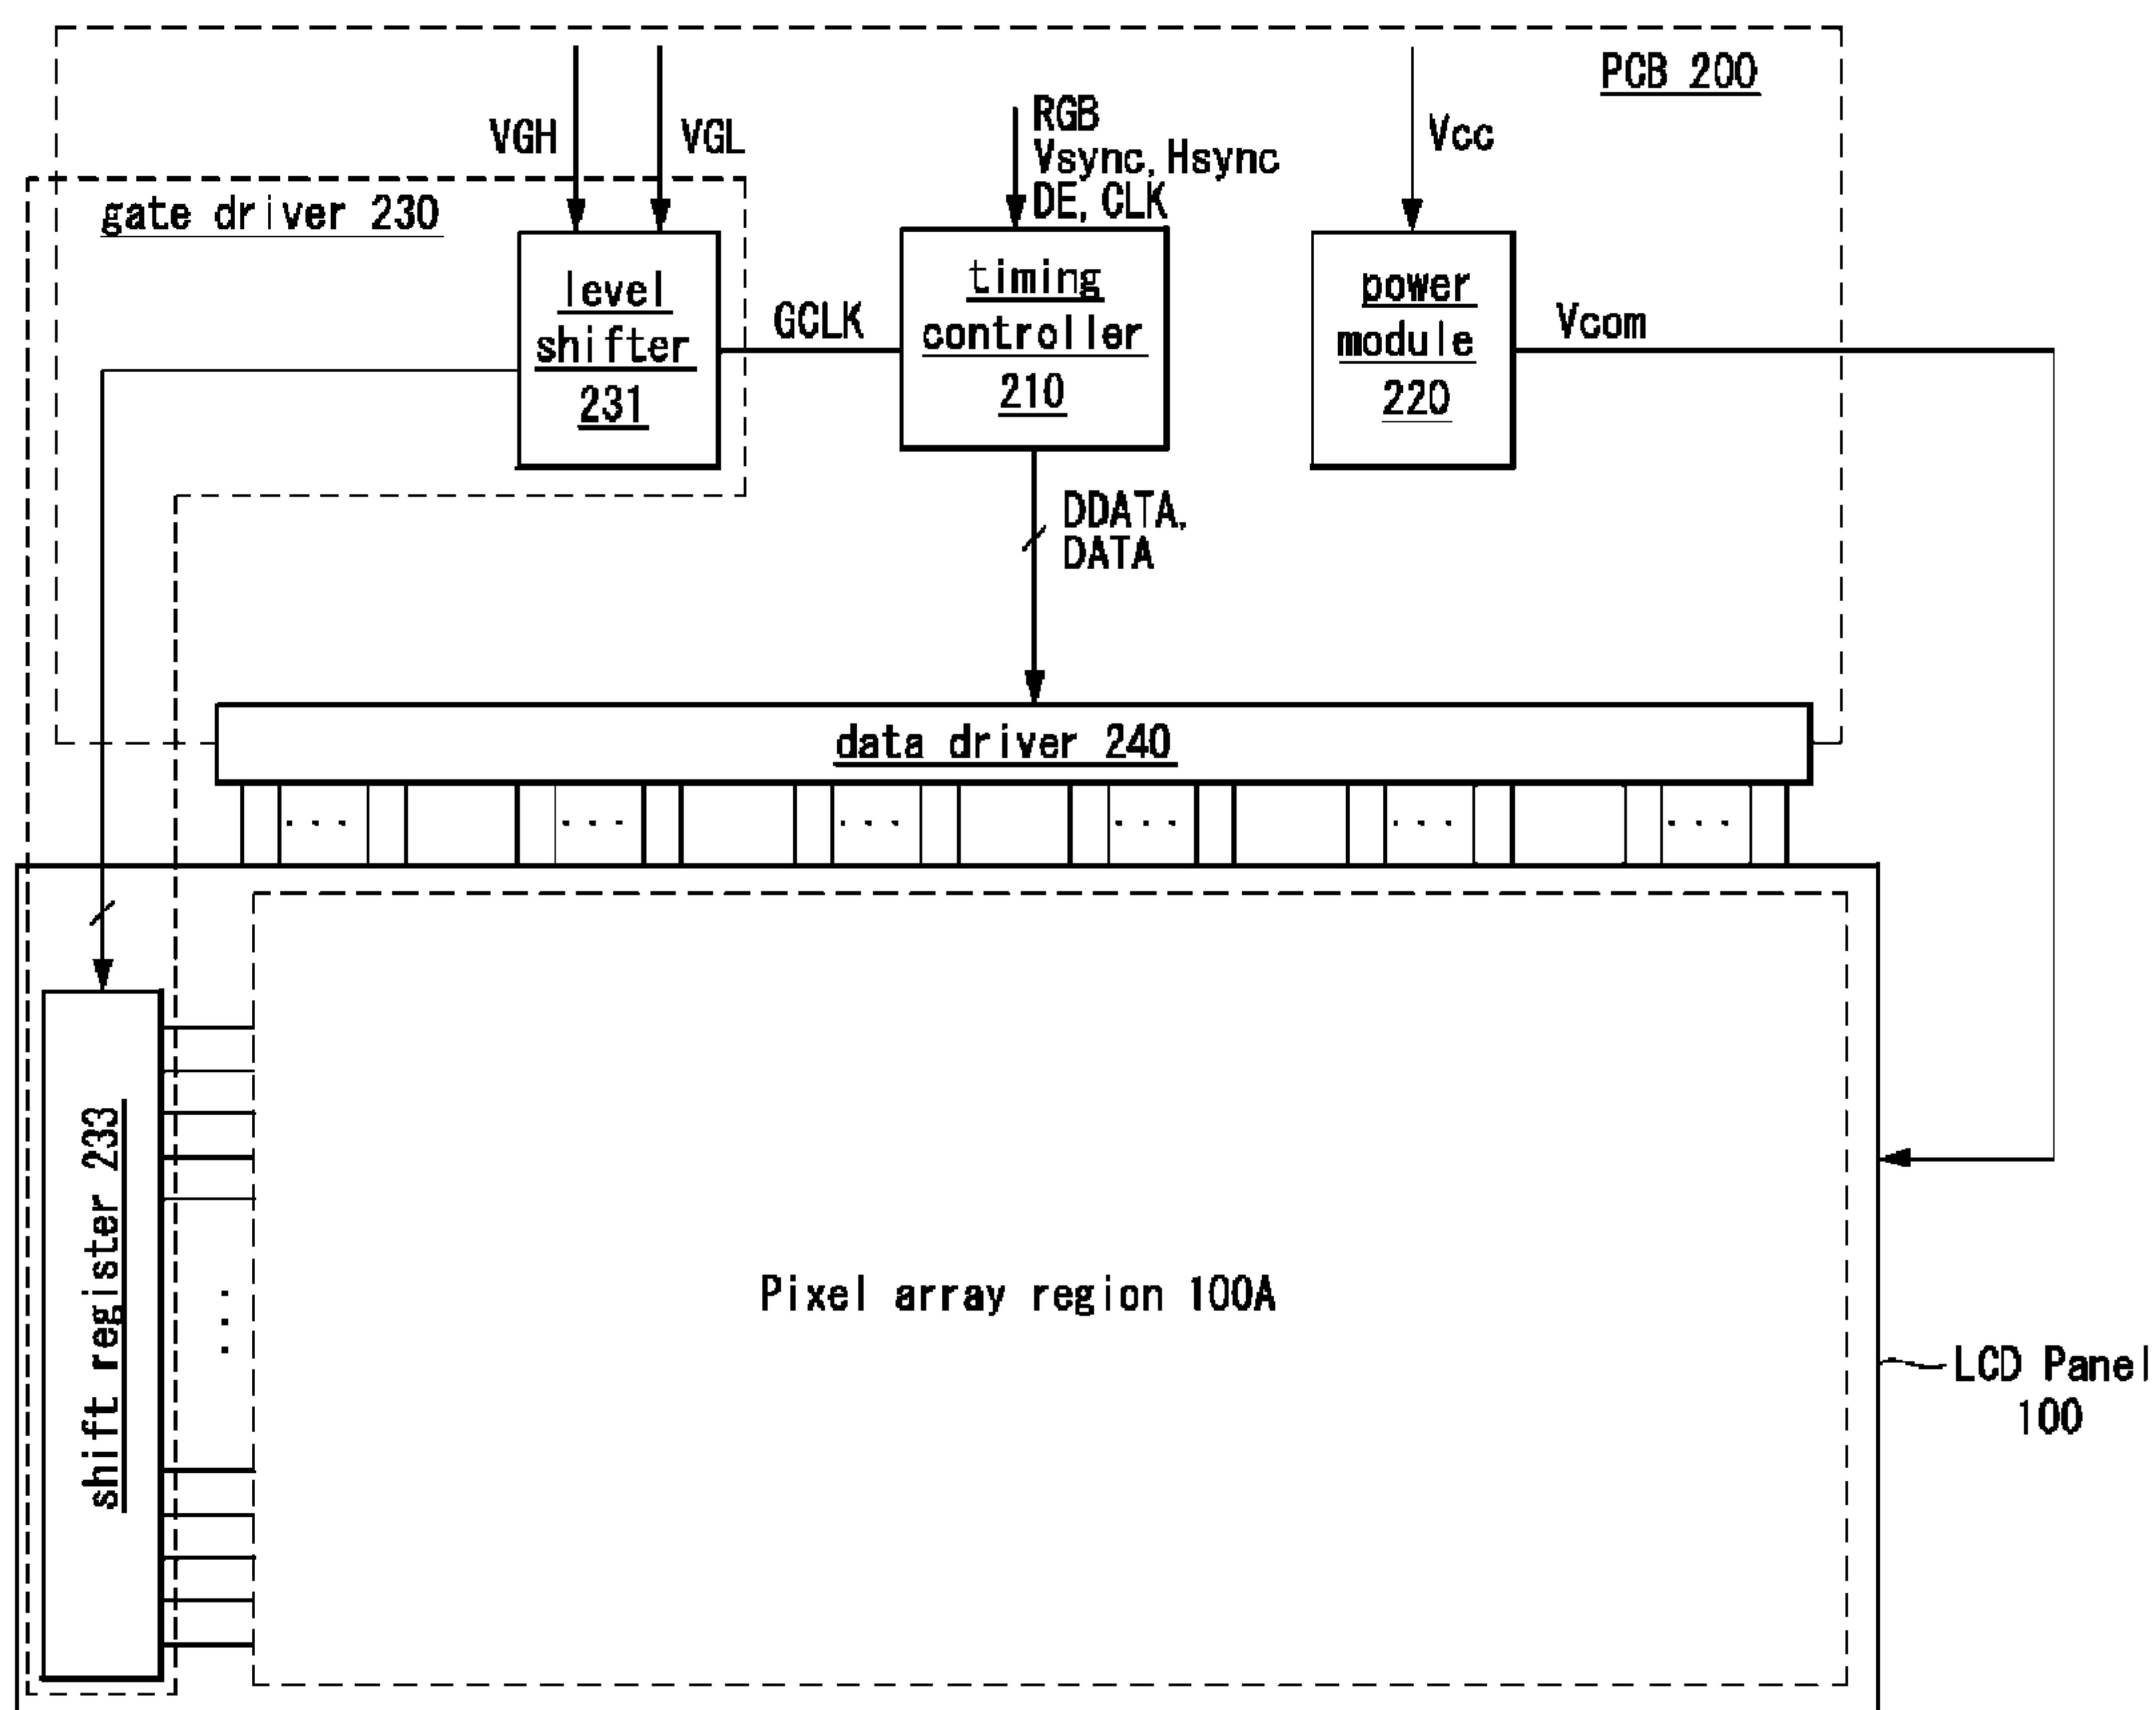 PCB 200
VGH
VGL
RGB
Vsync, Hsync
DE, CLK
Vcc
gate driver 230
level
shifter
231
GCLK
timing
controller
210
power
module
220
Vcom
DDATA,
DATA
data driver 240
...
...
...
...
...
...
shift register 233
...
Pixel array region 100A
LCD Panel
100